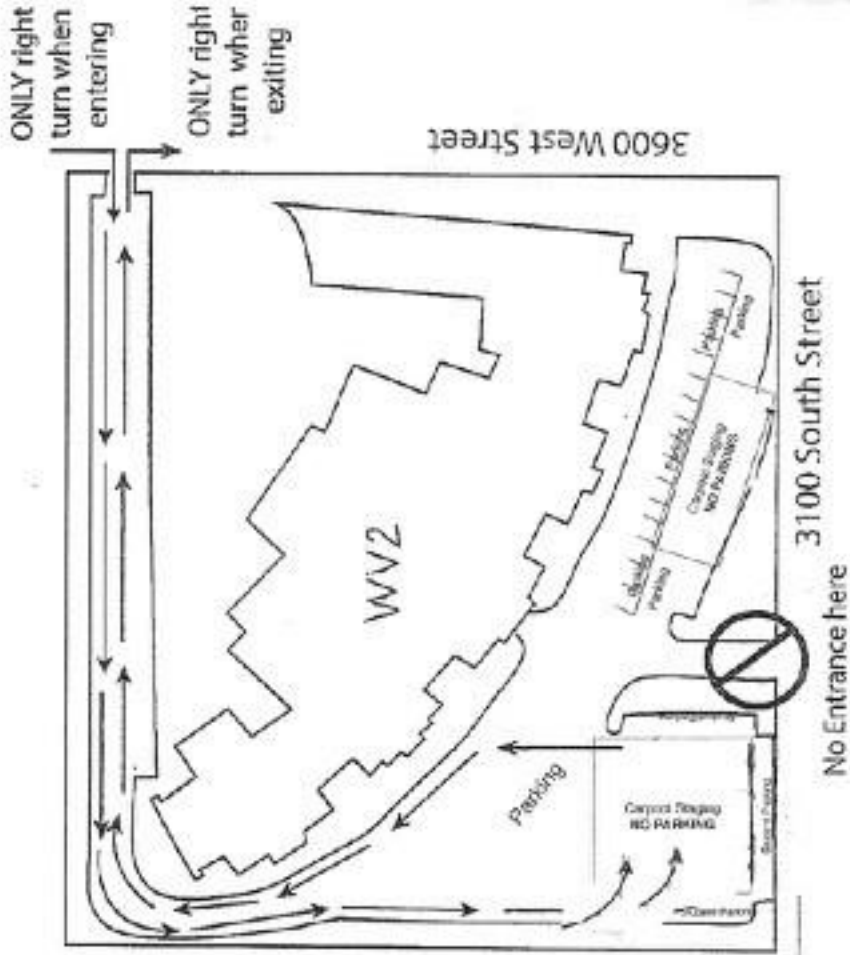 ONLY right
turn when
entering
ONLY right
turn wher
exiting
3600 West Street
WV2
Parking
Carpool Staging
NO PARKING
Parking
Parking
Carpool Staging
NO PARKING
3100 South Street
No Entrance here